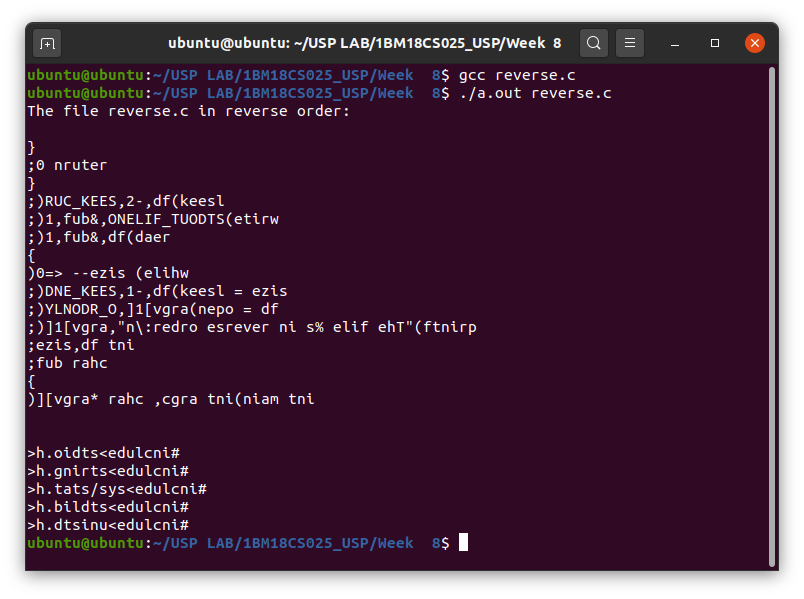 ubuntu@ubuntu: ~/USP LAB/1BM18CS025_USP/Week  8
ubuntu@ubuntu:~/USP LAB/1BM18CS025_USP/Week  8$ gcc reverse.c
ubuntu@ubuntu:~/USP LAB/1BM18CS025_USP/Week  8$ ./a.out reverse.c
The file reverse.c in reverse order:

}
;0 nruter
}
;)RUC_KEES,2-,df(keesl
;)1,fub&,ONELIF_TUODTS(etirw
;)1,fub&,df(daer
{
)0=> --ezis (elihw
;)DNE_KEES,1-,df(keesl = ezis
;)YLNODR_O,]1[vgra(nepo = df
;)]1[vgra,"n\:redro esrever ni s% elif ehT"(ftnirp
;ezis,df tni
;fub rahc
{
)][vgra* rahc ,cgra tni(niam tni


>h.oidts<edulcni#
>h.gnirts<edulcni#
>h.tats/sys<edulcni#
>h.bildts<edulcni#
>h.dtsinu<edulcni#
ubuntu@ubuntu:~/USP LAB/1BM18CS025_USP/Week  8$